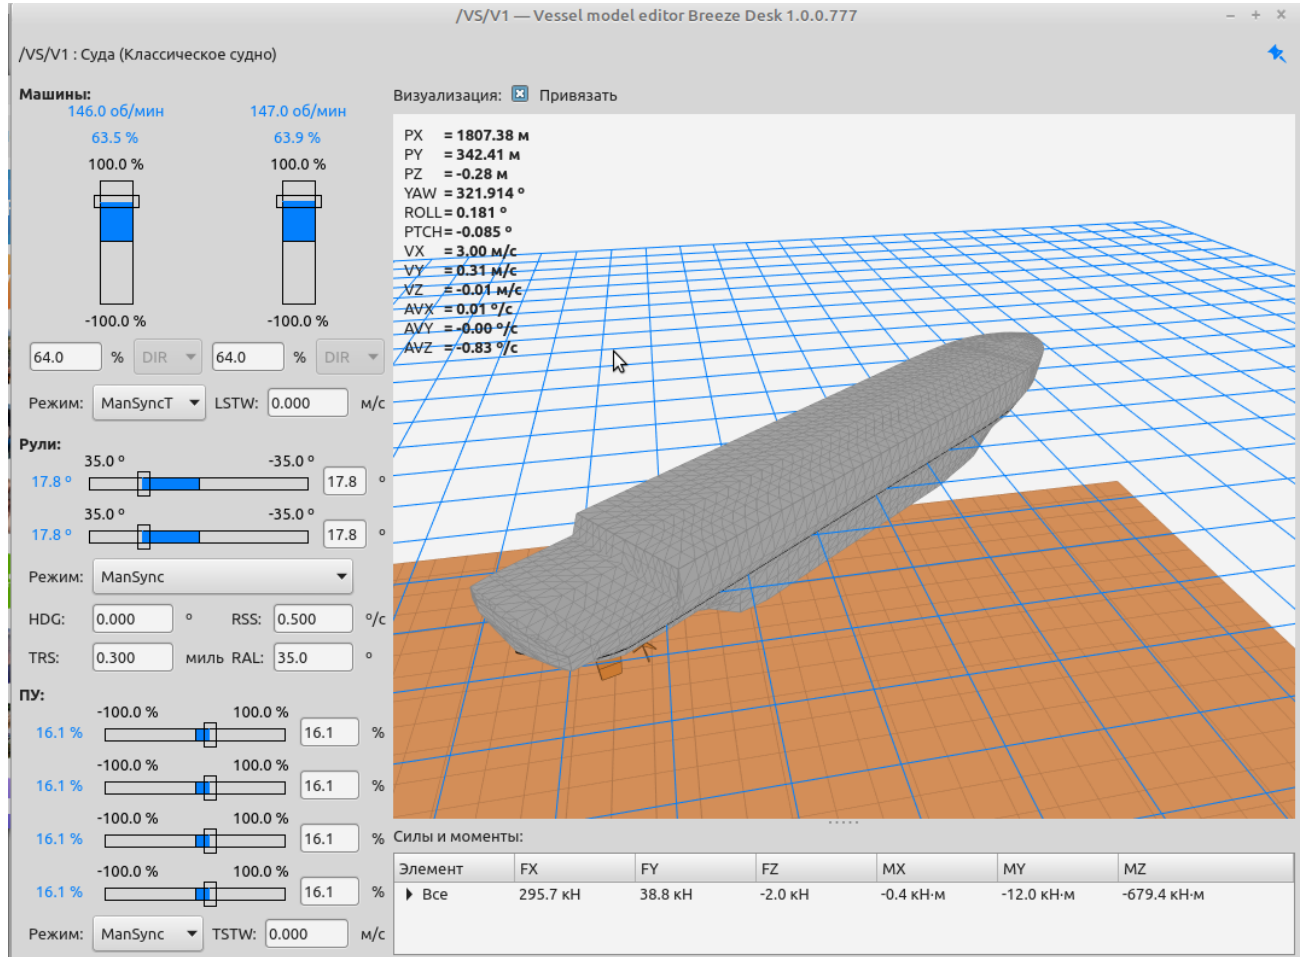 /VS/V1 — Vessel model editor Breeze Desk 1.0.0.777
/VS/V1 : Суда (Классическое судно)
Машины:
146.0 об/мин 147.0 об/мин
63.5 % 63.9 %
100.0 % 100.0 %
-100.0 % -100.0 %
64.0 % DIR 64.0 % DIR
Режим: ManSyncT LSTW: 0.000 м/с
Рули:
35.0 º -35.0 º
17.8 º 17.8 º
35.0 º -35.0 º
17.8 º 17.8 º
Режим: ManSync
HDG: 0.000 º RSS: 0.500 º/с
TRS: 0.300 миль RAL: 35.0 º
ПУ:
-100.0 % 100.0 %
16.1 % 16.1 %
-100.0 % 100.0 %
16.1 % 16.1 %
-100.0 % 100.0 %
16.1 % 16.1 %
-100.0 % 100.0 %
16.1 % 16.1 %
Режим: ManSync TSTW: 0.000 м/с
Визуализация: Привязать
PX = 1807.38 м
PY = 342.41 м
PZ = -0.28 м
YAW = 321.914 º
ROLL = 0.181 º
PTCH = -0.085 º
VX = 3.00 м/с
VY = 0.31 м/с
VZ = -0.01 м/с
AVX = 0.01 º/с
AVY = -0.00 º/с
AVZ = -0.83 º/с
Силы и моменты:
Элемент FX FY FZ MX MY MZ
Все 295.7 кН 38.8 кН -2.0 кН -0.4 кН·м -12.0 кН·м -679.4 кН·м